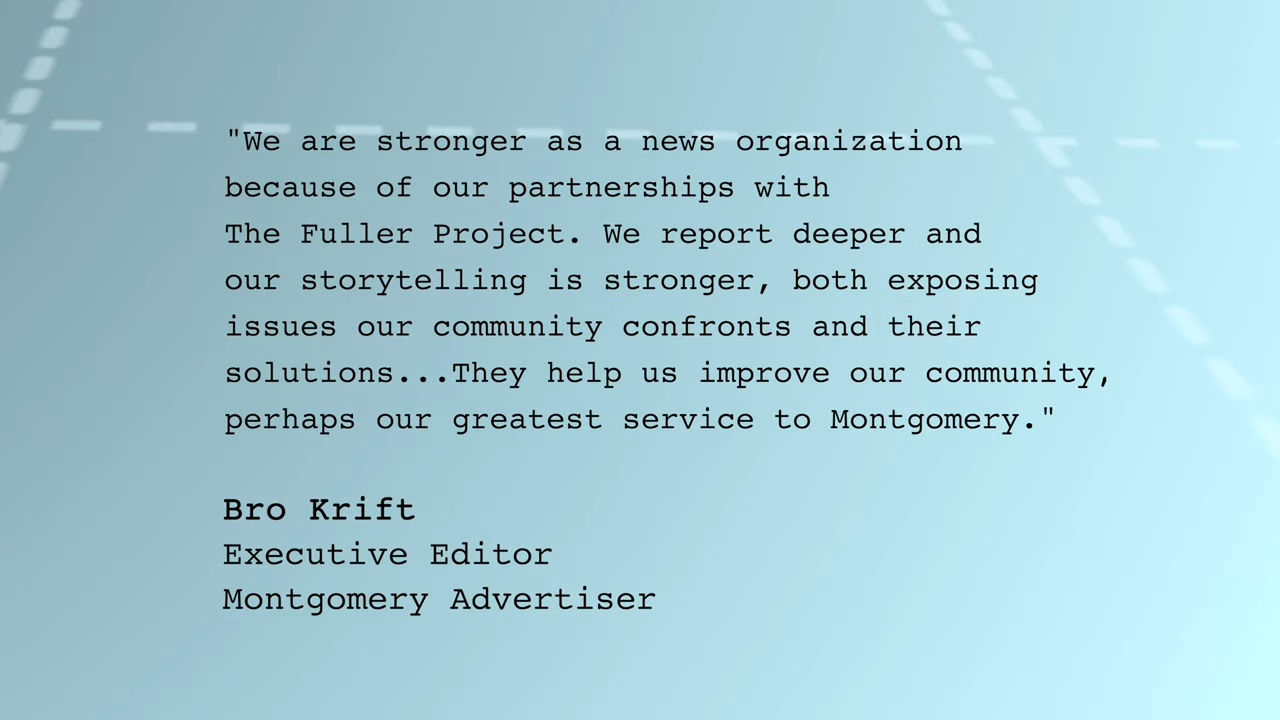 "We are stronger as a news organization
because of our partnerships with
The Fuller Project. We report deeper and
our storytelling is stronger, both exposing
issues our community confronts and their
solutions...They help us improve our community,
perhaps our greatest service to Montgomery."
Bro Krift
Executive Editor
Montgomery Advertiser